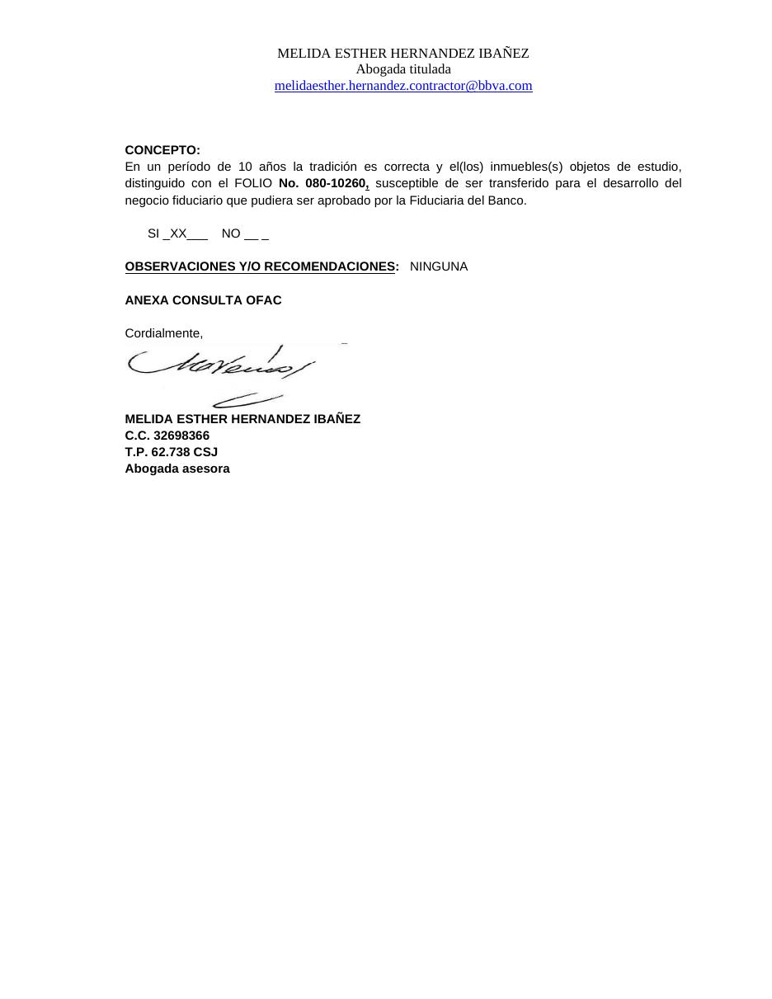 MELIDA ESTHER HERNANDEZ IBAÑEZ
Abogada titulada
melidaesther.hernandez.contractor@bbva.com
CONCEPTO:
En un período de 10 años la tradición es correcta y el(los) inmuebles(s) objetos de estudio,
distinguido con el FOLIO No. 080-10260, susceptible de ser transferido para el desarrollo del
negocio fiduciario que pudiera ser aprobado por la Fiduciaria del Banco.
SI _XX___ NO __ _
OBSERVACIONES Y/O RECOMENDACIONES: NINGUNA
ANEXA CONSULTA OFAC
Cordialmente,
MELIDA ESTHER HERNANDEZ IBAÑEZ
C.C. 32698366
T.P. 62.738 CSJ
Abogada asesora